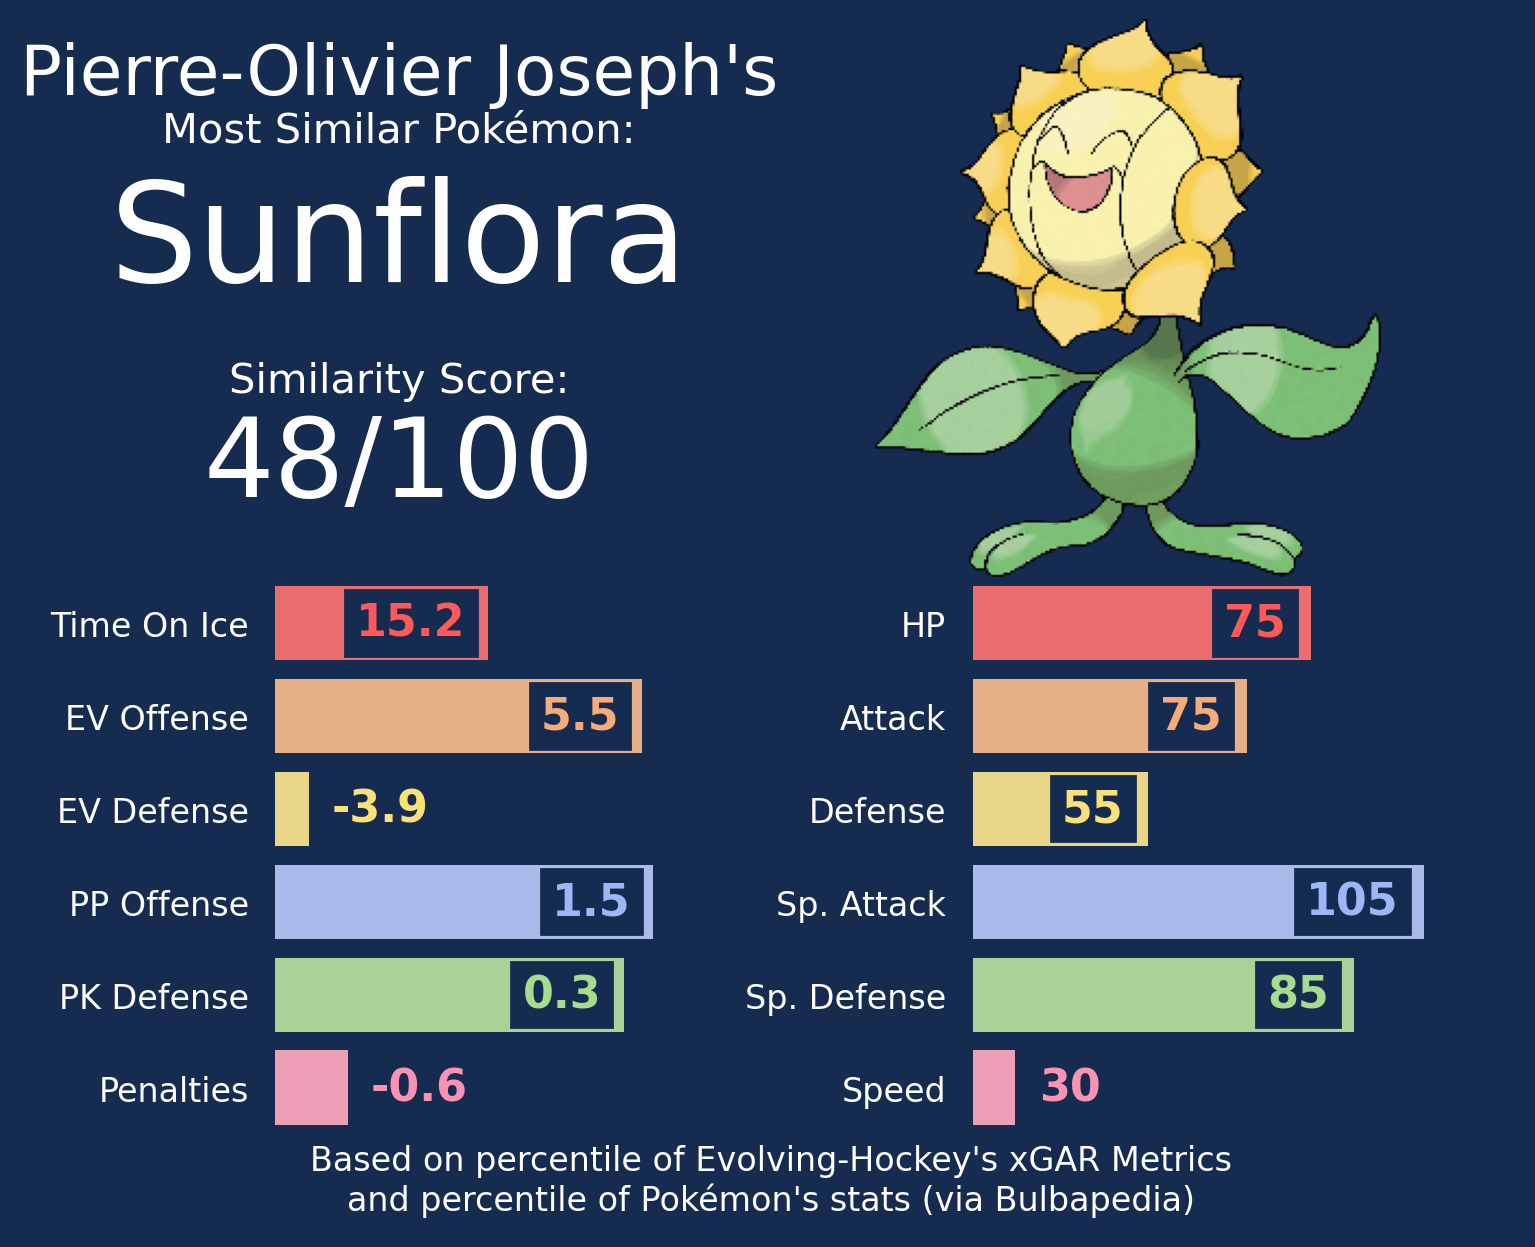 Pierre-Olivier Joseph's
Most Similar Pokémon:
Sunflora
Similarity Score:
48/100
Time On Ice 15.2
EV Offense 5.5
EV Defense -3.9
PP Offense 1.5
PK Defense 0.3
Penalties -0.6
HP 75
Attack 75
Defense 55
Sp. Attack 105
Sp. Defense 85
Speed 30
Based on percentile of Evolving-Hockey's xGAR Metrics
and percentile of Pokémon's stats (via Bulbapedia)